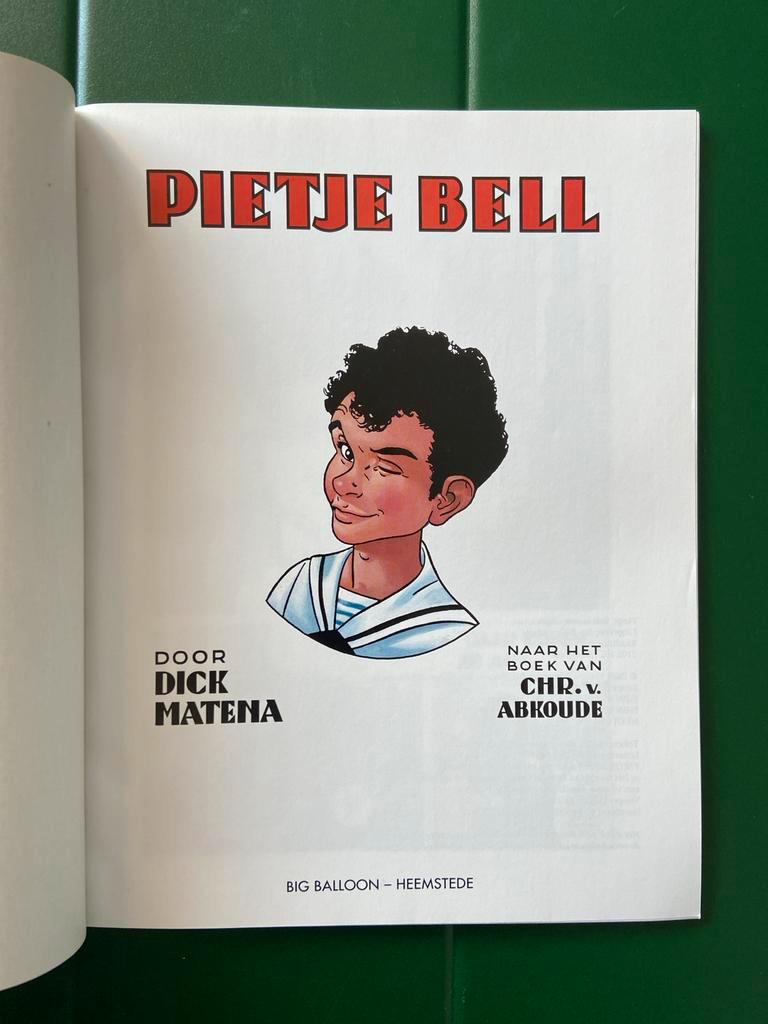 PIETJE BELL
DOOR
DICK
MATENA
NAAR HET
BOEK VAN
CHR. v.
ABKOUDE
BIG BALLOON – HEEMSTEDE